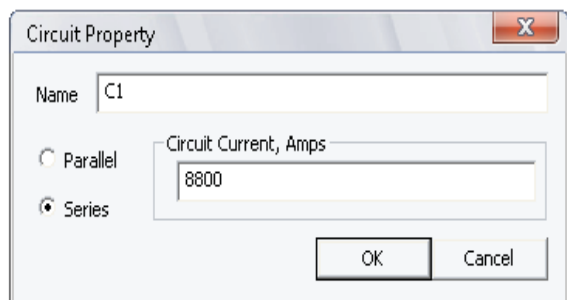 Circuit Property
Name C1
Parallel
Series
Circuit Current, Amps
8800
OK Cancel